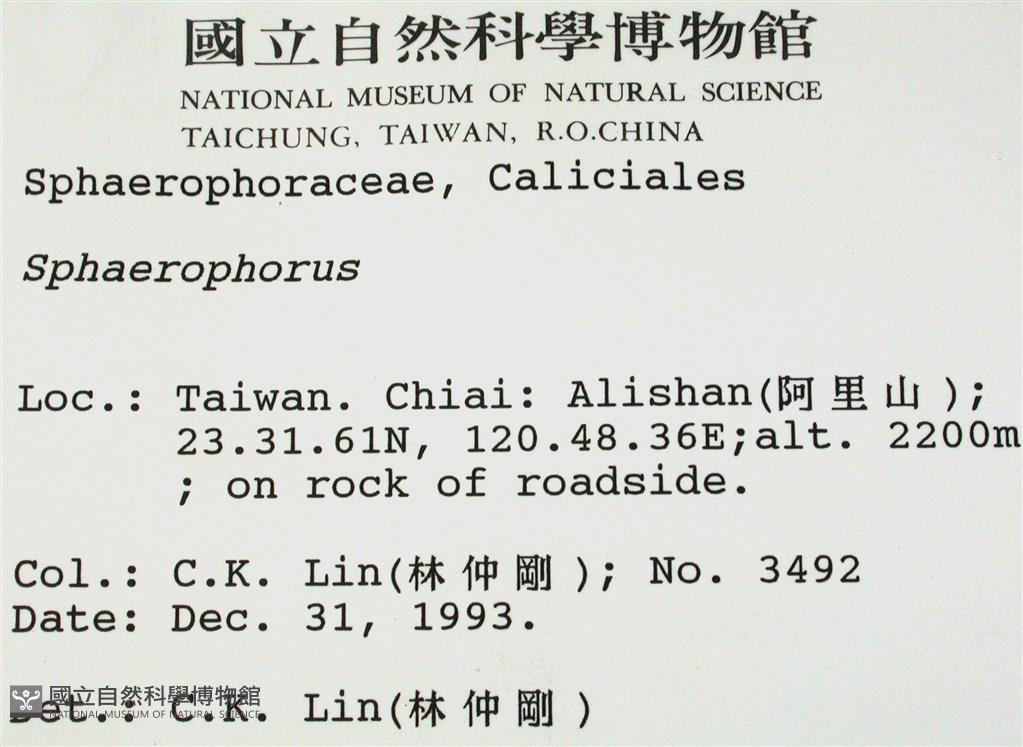 國立自然科學博物館
NATIONAL MUSEUM OF NATURAL SCIENCE
TAICHUNG, TAIWAN, R.O.CHINA
Sphaerophoraceae, Caliciales
Sphaerophorus
Loc.: Taiwan. Chiai: Alishan(阿里山);
23.31.61N, 120.48.36E;alt. 2200m
; on rock of roadside.
Col.: C.K. Lin(林仲剛); No. 3492
Date: Dec. 31, 1993.
Det.: C.K. Lin(林仲剛)
國立自然科學博物館
NATIONAL MUSEUM OF NATURAL SCIENCE